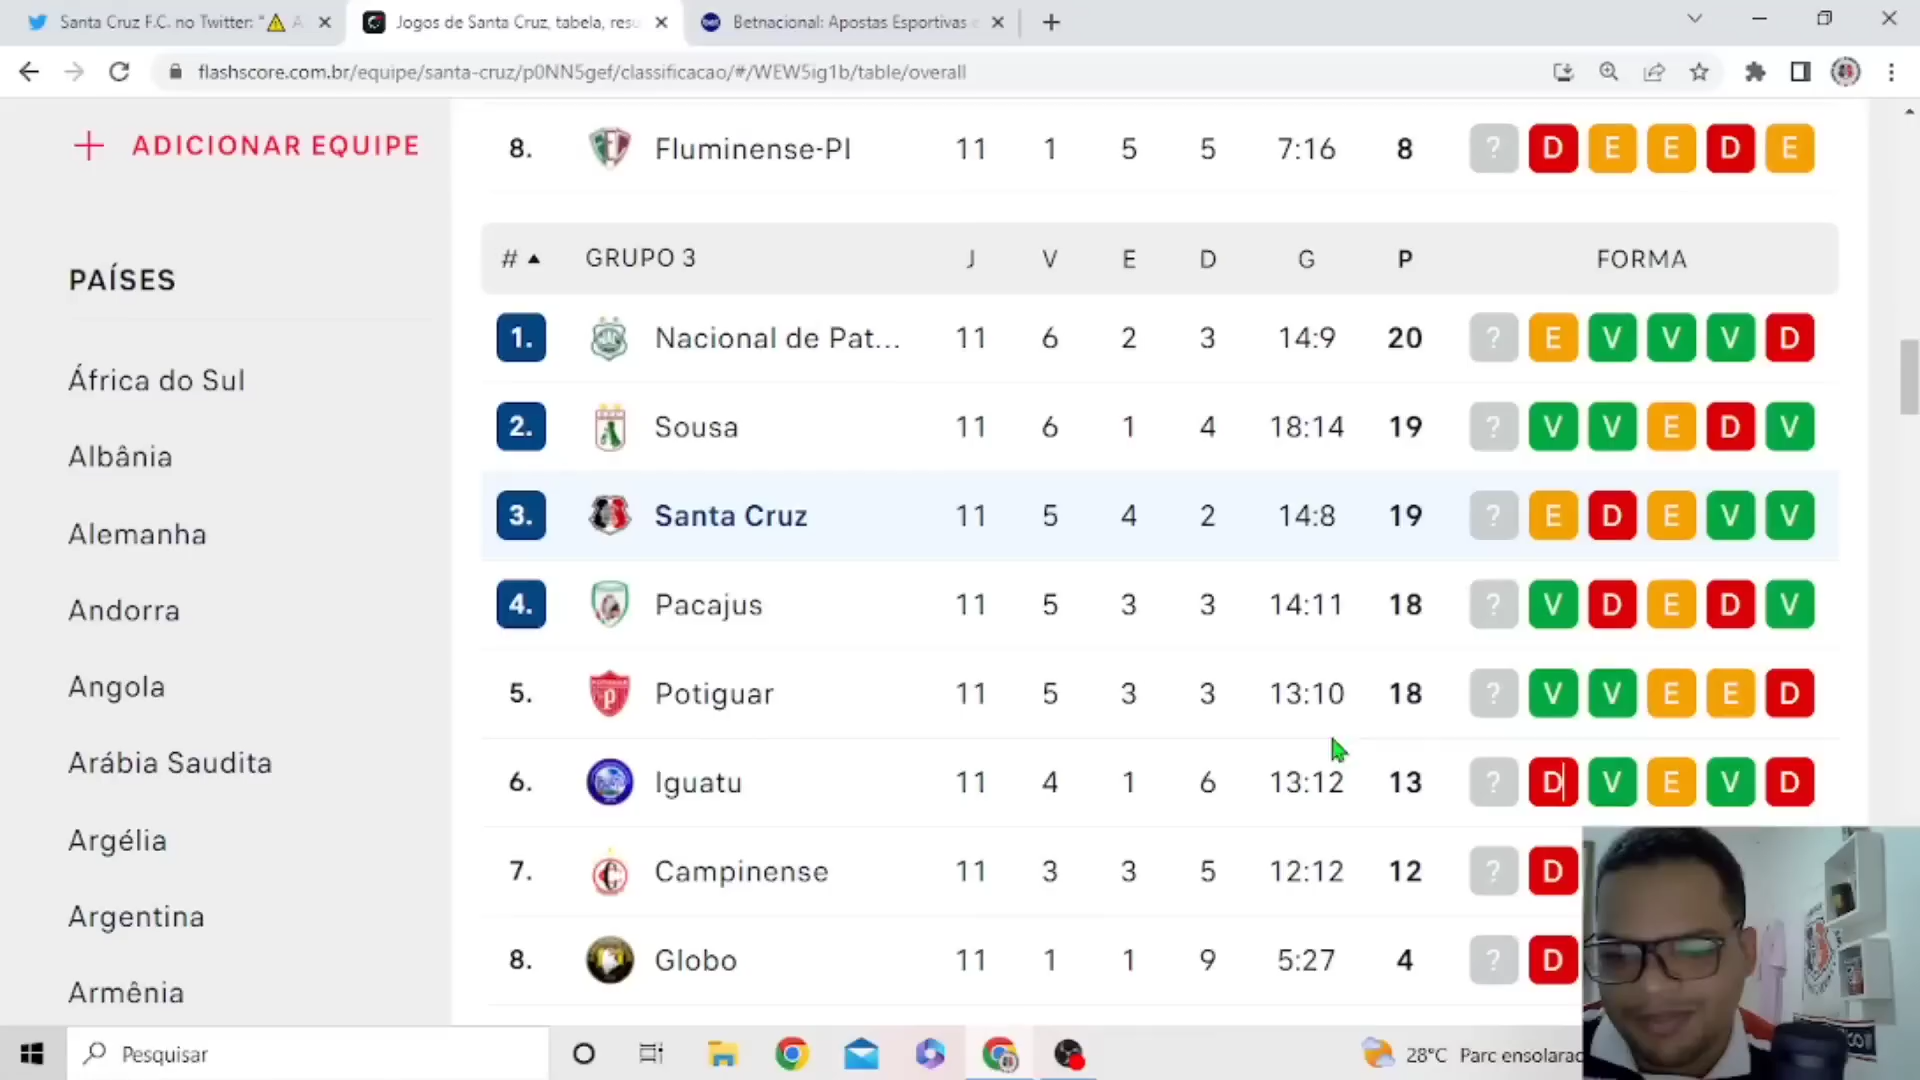 Santa Cruz F.C. no Twitter: "⚠ A
Jogos de Santa Cruz, tabela, resu
Betnacional: Apostas Esportivas e
flashscore.com.br/equipe/santa-cruz/p0NN5gef/classificacao/#/WEW5ig1b/table/overall
+ ADICIONAR EQUIPE
PAÍSES
África do Sul
Albânia
Alemanha
Andorra
Angola
Arábia Saudita
Argélia
Argentina
Armênia
8. Fluminense-PI 11 1 5 5 7:16 8 ? D E E D E
# ▲ GRUPO 3 J V E D G P FORMA
1. Nacional de Pat... 11 6 2 3 14:9 20 ? E V V V D
2. Sousa 11 6 1 4 18:14 19 ? V V E D V
3. Santa Cruz 11 5 4 2 14:8 19 ? E D E V V
4. Pacajus 11 5 3 3 14:11 18 ? V D E D V
5. Potiguar 11 5 3 3 13:10 18 ? V V E E D
6. Iguatu 11 4 1 6 13:12 13 ? D V E V D
7. Campinense 11 3 3 5 12:12 12 ? D
8. Globo 11 1 1 9 5:27 4 ? D
Pesquisar
28°C Parc ensolarad